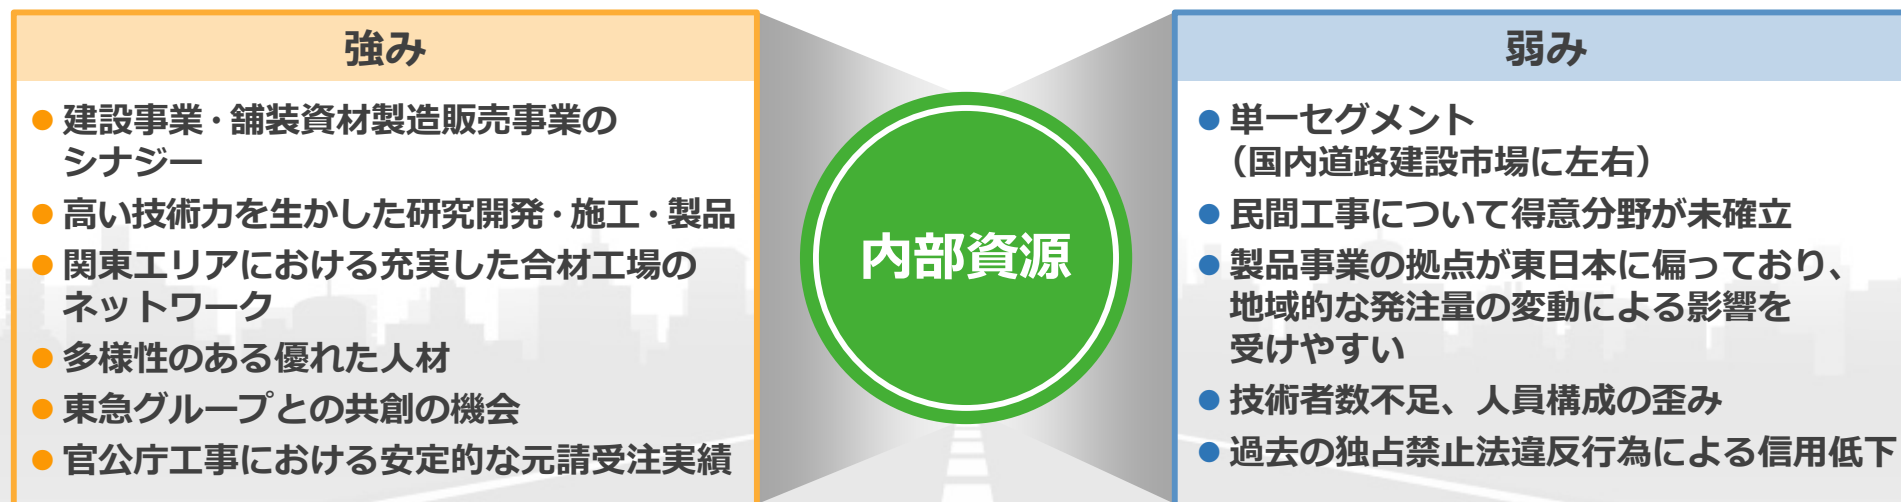 強み
● 建設事業・舗装資材製造販売事業の
シナジー
● 高い技術力を生かした研究開発・施工・製品
● 関東エリアにおける充実した合材工場の
ネットワーク
● 多様性のある優れた人材
● 東急グループとの共創の機会
● 官公庁工事における安定的な元請受注実績
内部資源
弱み
● 単一セグメント
（国内道路建設市場に左右）
● 民間工事について得意分野が未確立
● 製品事業の拠点が東日本に偏っており、
地域的な発注量の変動による影響を
受けやすい
● 技術者数不足、人員構成の歪み
● 過去の独占禁止法違反行為による信用低下